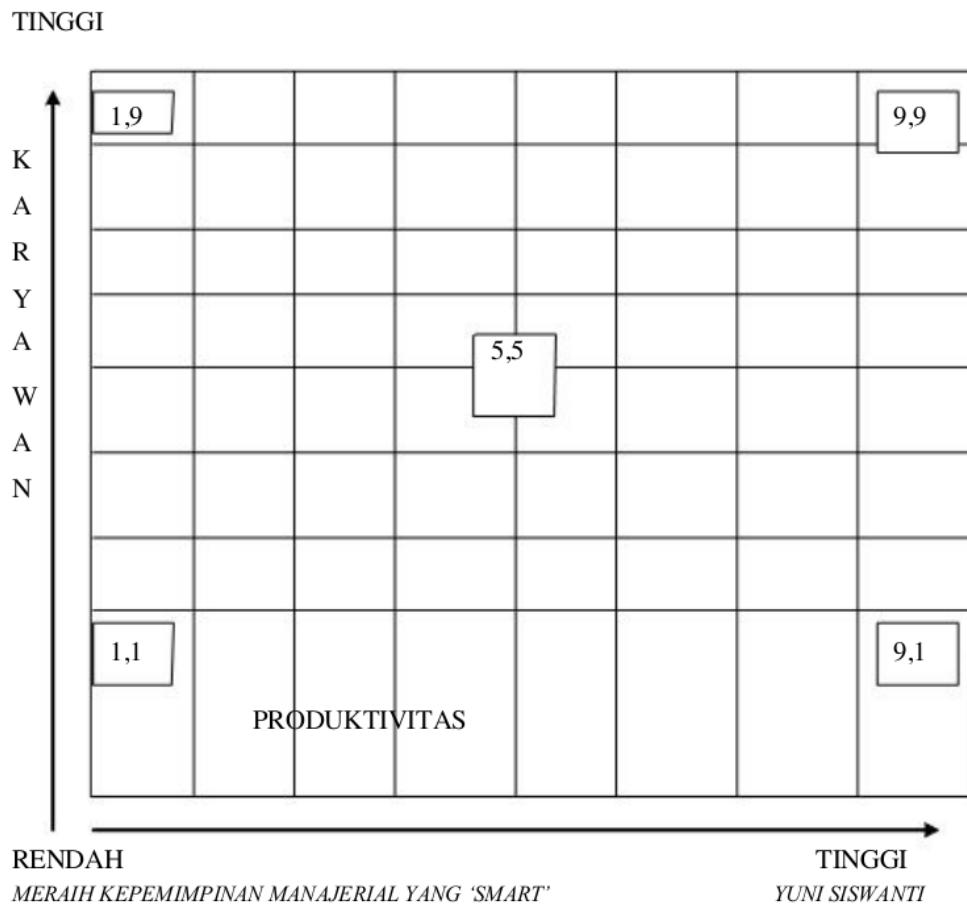 TINGGI
1,9
9,9
K
A
R
Y
A
W
A
N
5,5
1,1
9,1
PRODUKTIVITAS
RENDAH
TINGGI
MERAIH KEPEMIMPINAN MANAJERIAL YANG ‘SMART’
YUNI SISWANTI